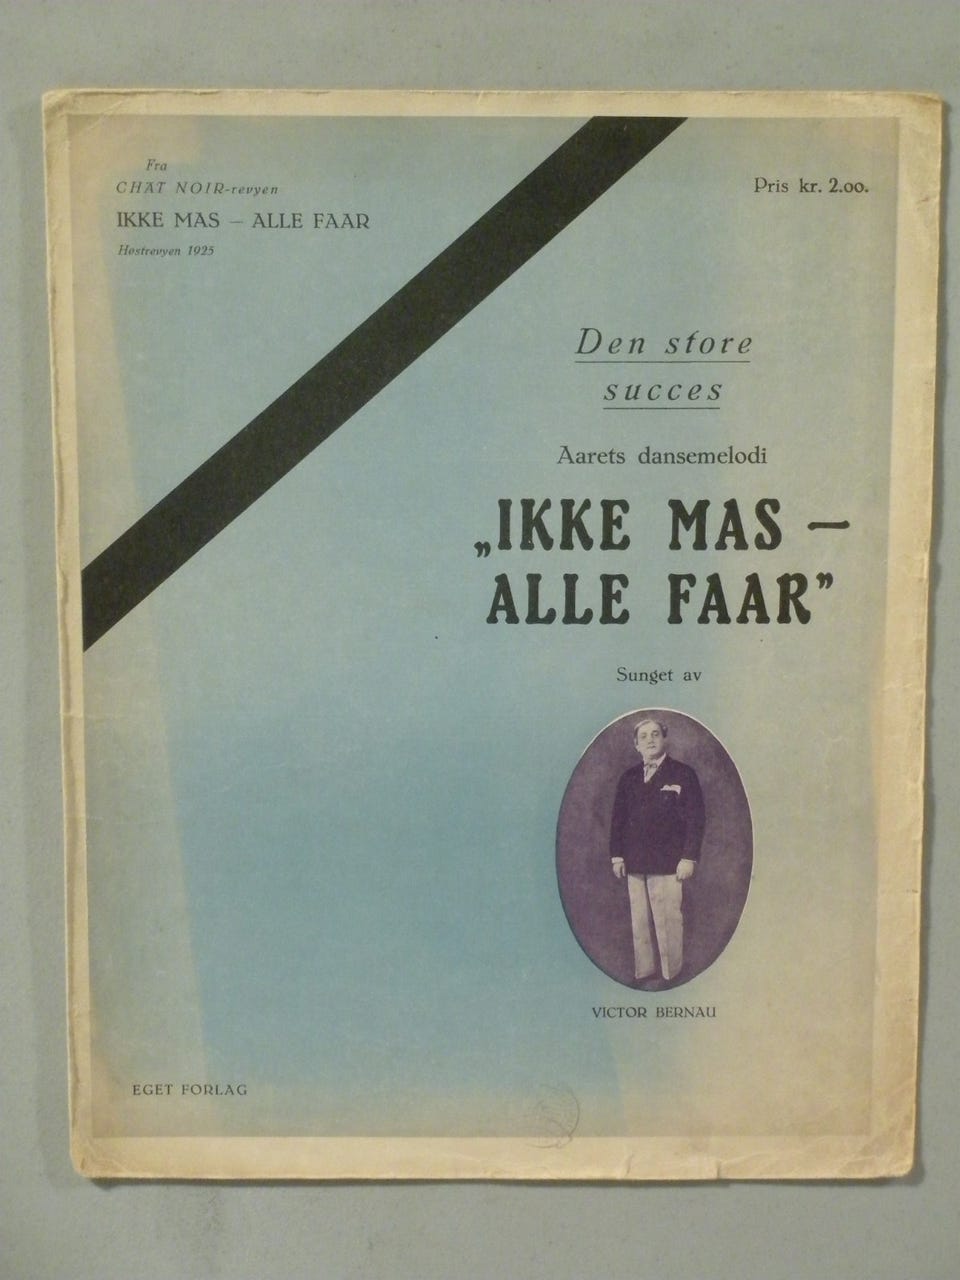 Fra
CHAT NOIR-revyen
IKKE MAS — ALLE FAAR
Høstrevyen 1925
Pris kr. 2.00.
Den store
succes
Aarets dansemelodi
„IKKE MAS —
ALLE FAAR”
Sunget av
VICTOR BERNAU
EGET FORLAG